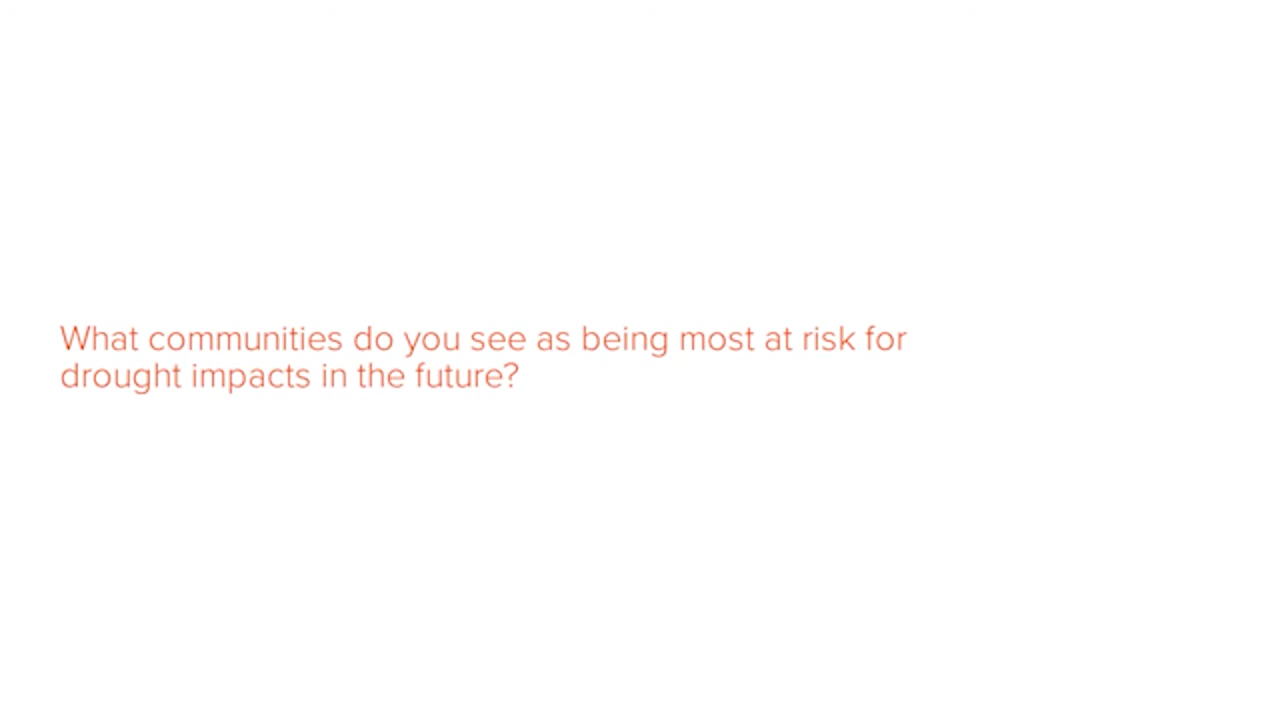 What communities do you see as being most at risk for
drought impacts in the future?